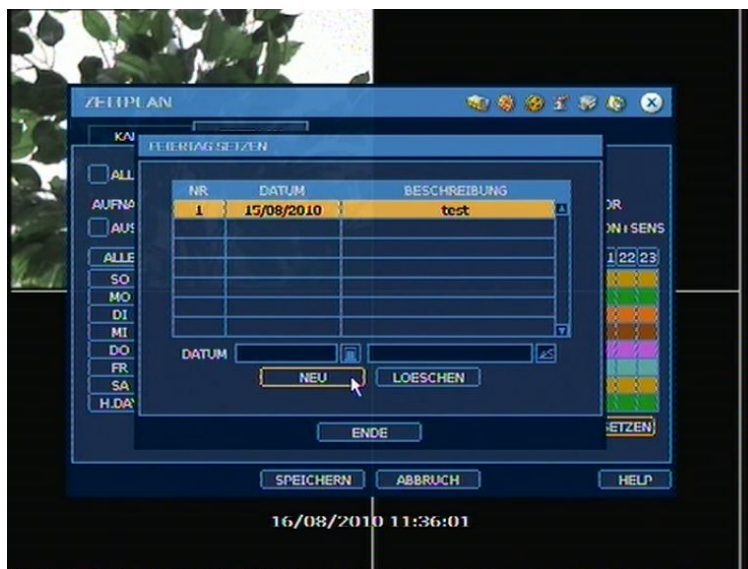 ZEITPLAN
KA
FEIERTAG SETZEN
ALL
NR DATUM BESCHREIBUNG
AUFNA
OR
1 15/08/2010 test
AUS
ON+SENS
ALLE
1 22 23
SO
MO
DI
MI
DO
DATUM
FR
NEU LOESCHEN
SA
H.DAY
SETZEN
ENDE
SPEICHERN ABBRUCH HELP
16/08/2010 11:36:01